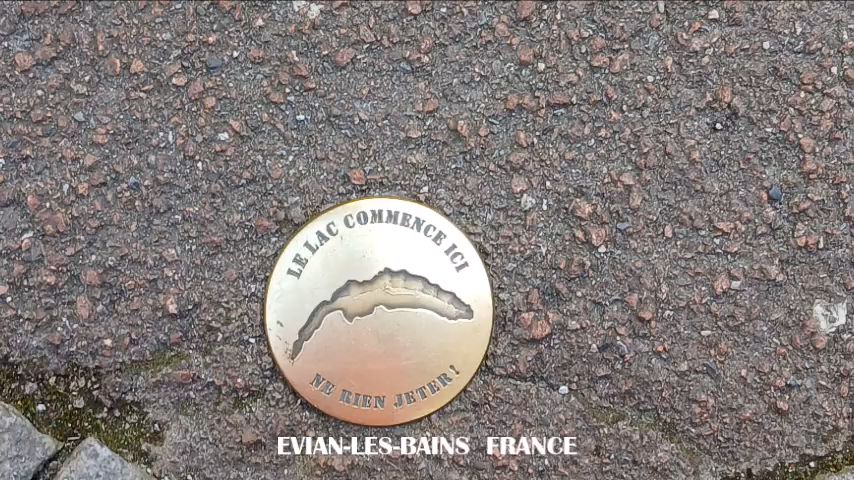 LE LAC COMMENCE ICI
NE RIEN JETER!
EVIAN-LES-BAINS FRANCE